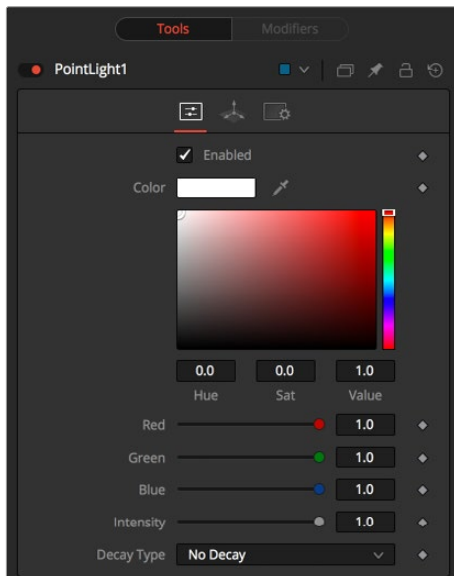 Tools Modifiers
PointLight1
Enabled
Color
0.0 0.0 1.0
Hue Sat Value
Red 1.0
Green 1.0
Blue 1.0
Intensity 1.0
Decay Type No Decay